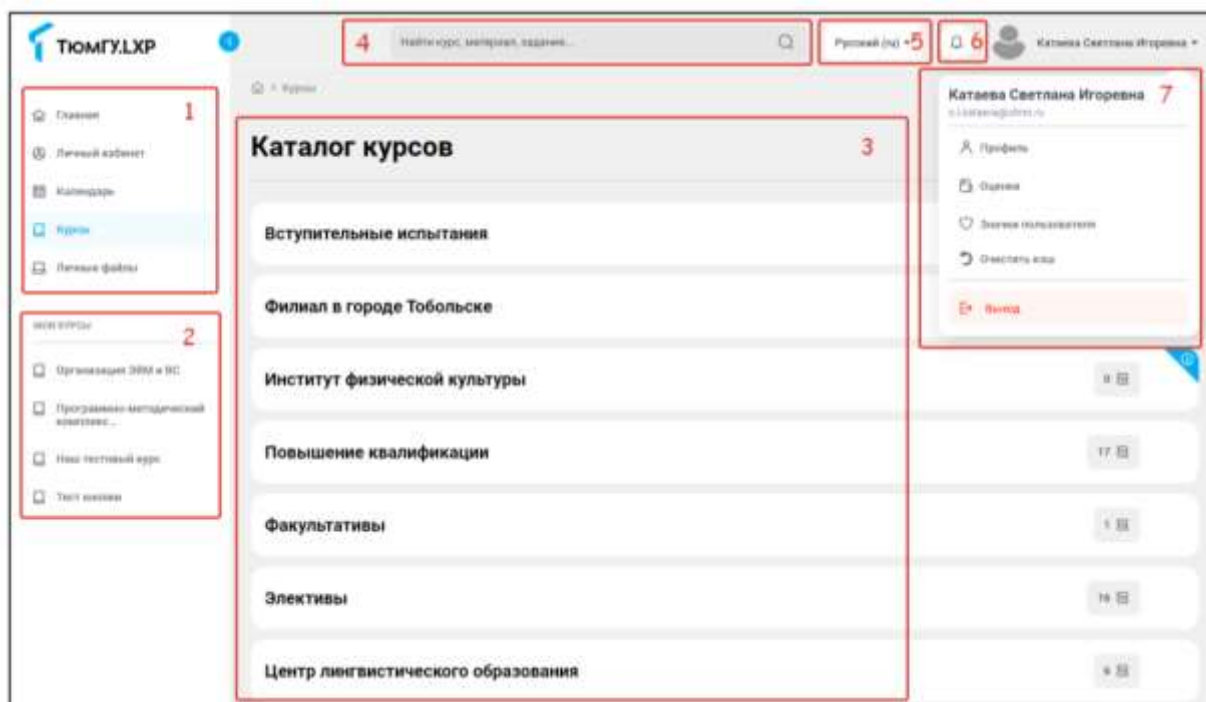 ТюмГУ.LXP
4
Найти курс, материал, задание...
Русский (ru)
5
6
Катаева Светлана Игоревна
Курсы
1
Главная
Личный кабинет
Календарь
Курсы
Личные файлы
2
МОИ КУРСЫ
Организация ЭВМ и ВС
Программно-методический
комплекс...
Наш тестовый курс
Тест кнопки
Каталог курсов
3
Вступительные испытания
Филиал в городе Тобольске
Институт физической культуры
Повышение квалификации
17
Факультативы
1
Элективы
Центр лингвистического образования
Катаева Светлана Игоревна
7
Профиль
Оценки
Значки пользователя
Очистить кэш
Выход